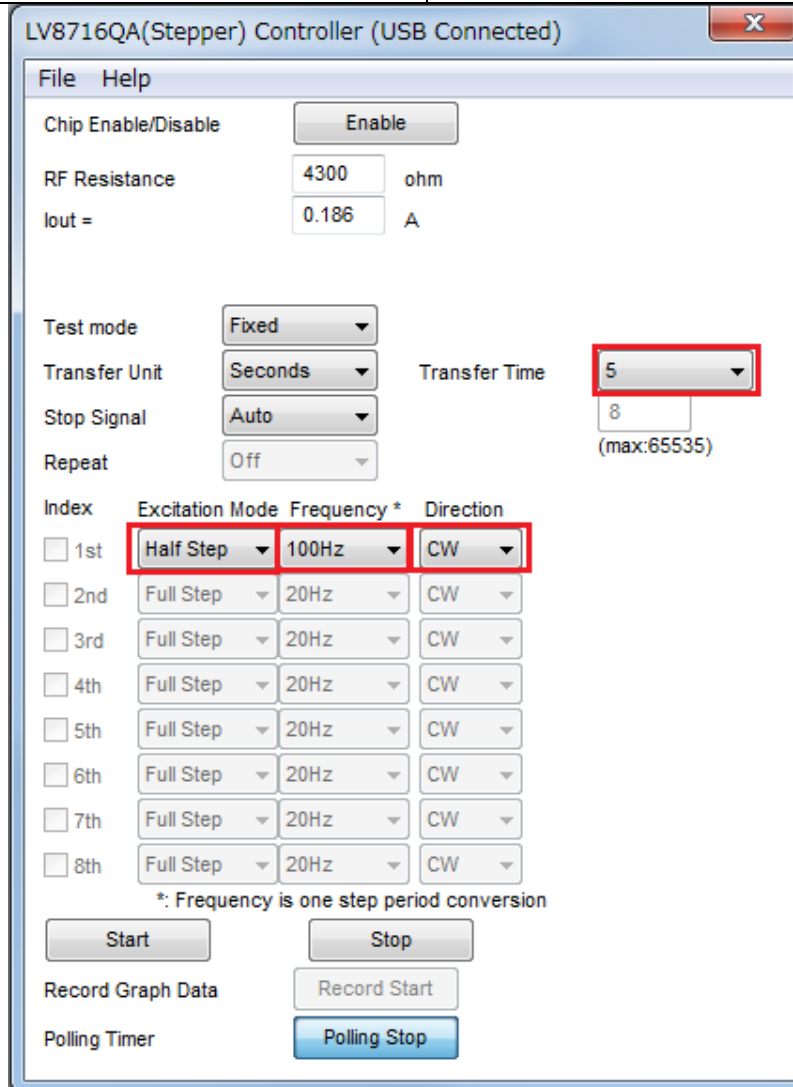 LV8716QA(Stepper) Controller (USB Connected)
File Help
Chip Enable/Disable Enable
RF Resistance 4300 ohm
Iout = 0.186 A
Test mode Fixed
Transfer Unit Seconds Transfer Time 5
Stop Signal Auto 8
(max:65535)
Repeat Off
Index Excitation Mode Frequency * Direction
1st Half Step 100Hz CW
2nd Full Step 20Hz CW
3rd Full Step 20Hz CW
4th Full Step 20Hz CW
5th Full Step 20Hz CW
6th Full Step 20Hz CW
7th Full Step 20Hz CW
8th Full Step 20Hz CW
*: Frequency is one step period conversion
Start Stop
Record Graph Data Record Start
Polling Timer Polling Stop